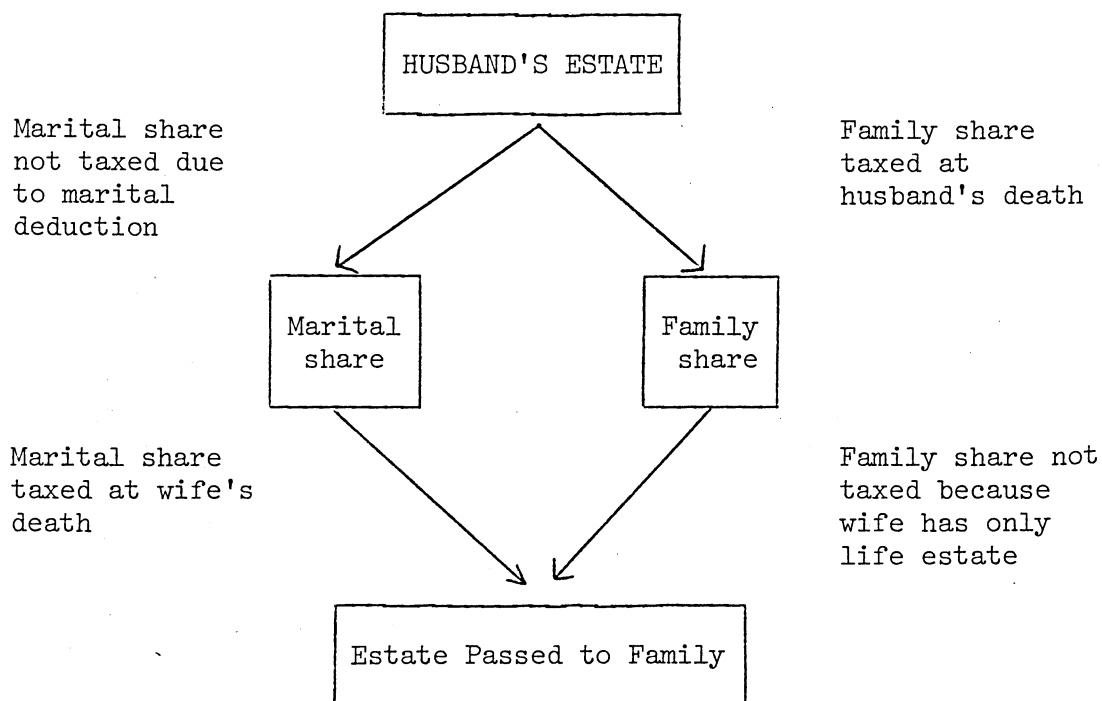 HUSBAND'S ESTATE
Marital share
not taxed due
to marital
deduction
Family share
taxed at
husband's death
Marital
share
Family
share
Marital share
taxed at wife's
death
Family share not
taxed because
wife has only
life estate
Estate Passed to Family